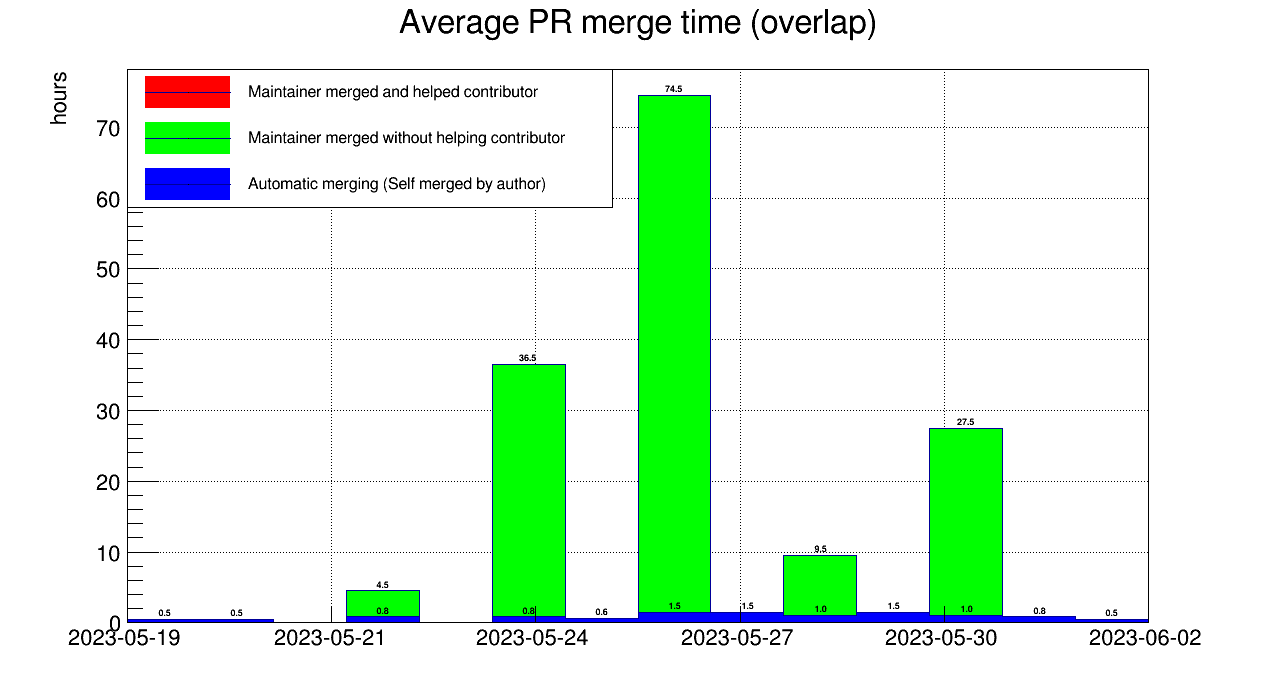 Average PR merge time (overlap)
hours
Maintainer merged and helped contributor
Maintainer merged without helping contributor
Automatic merging (Self merged by author)
70
60
50
40
30
20
10
0
74.5
36.5
27.5
9.5
4.5
0.5 0.5 0.8 0.8 0.6 1.5 1.5 1.0 1.5 1.0 0.8 0.5
2023-05-19 2023-05-21 2023-05-24 2023-05-27 2023-05-30 2023-06-02